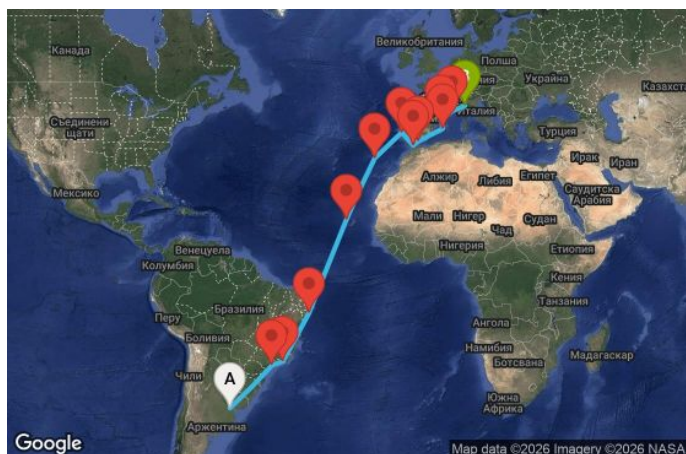 Канада
Великобритания
Полша
Украйна
Казахста
Италия
Съединени
щати
Турция
Ирак
Иран
Алжир
Либия
Египет
Саудитска
Арабия
Мексико
Мали
Нигер
Судан
Чад
Нигерия
Етиопия
Венецуела
Колумбия
Кения
Бразилия
Танзания
Перу
Ангола
Боливия
Намибия
Ботсвана
Мадагаскар
Чили
A
Южна
Африка
Аржентина
Google
Map data ©2026 Imagery ©2026 NASA